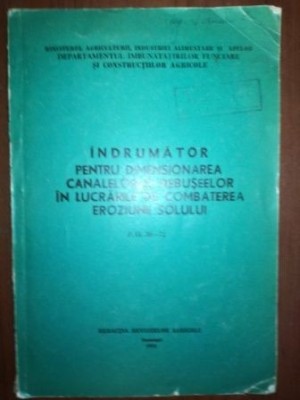 MINISTERUL AGRICULTURII, INDUSTRIEI ALIMENTARE ȘI APELOR
DEPARTAMENTUL ÎMBUNĂTĂȚIRILOR FUNCIARE
ȘI CONSTRUCȚIILOR AGRICOLE
ÎNDRUMĂTOR
PENTRU DIMENSIONAREA
CANALELOR DEBUȘEELOR
ÎN LUCRĂRILE DE COMBATEREA
EROZIUNII SOLULUI
REDACȚIA REVISTELOR AGRICOLE